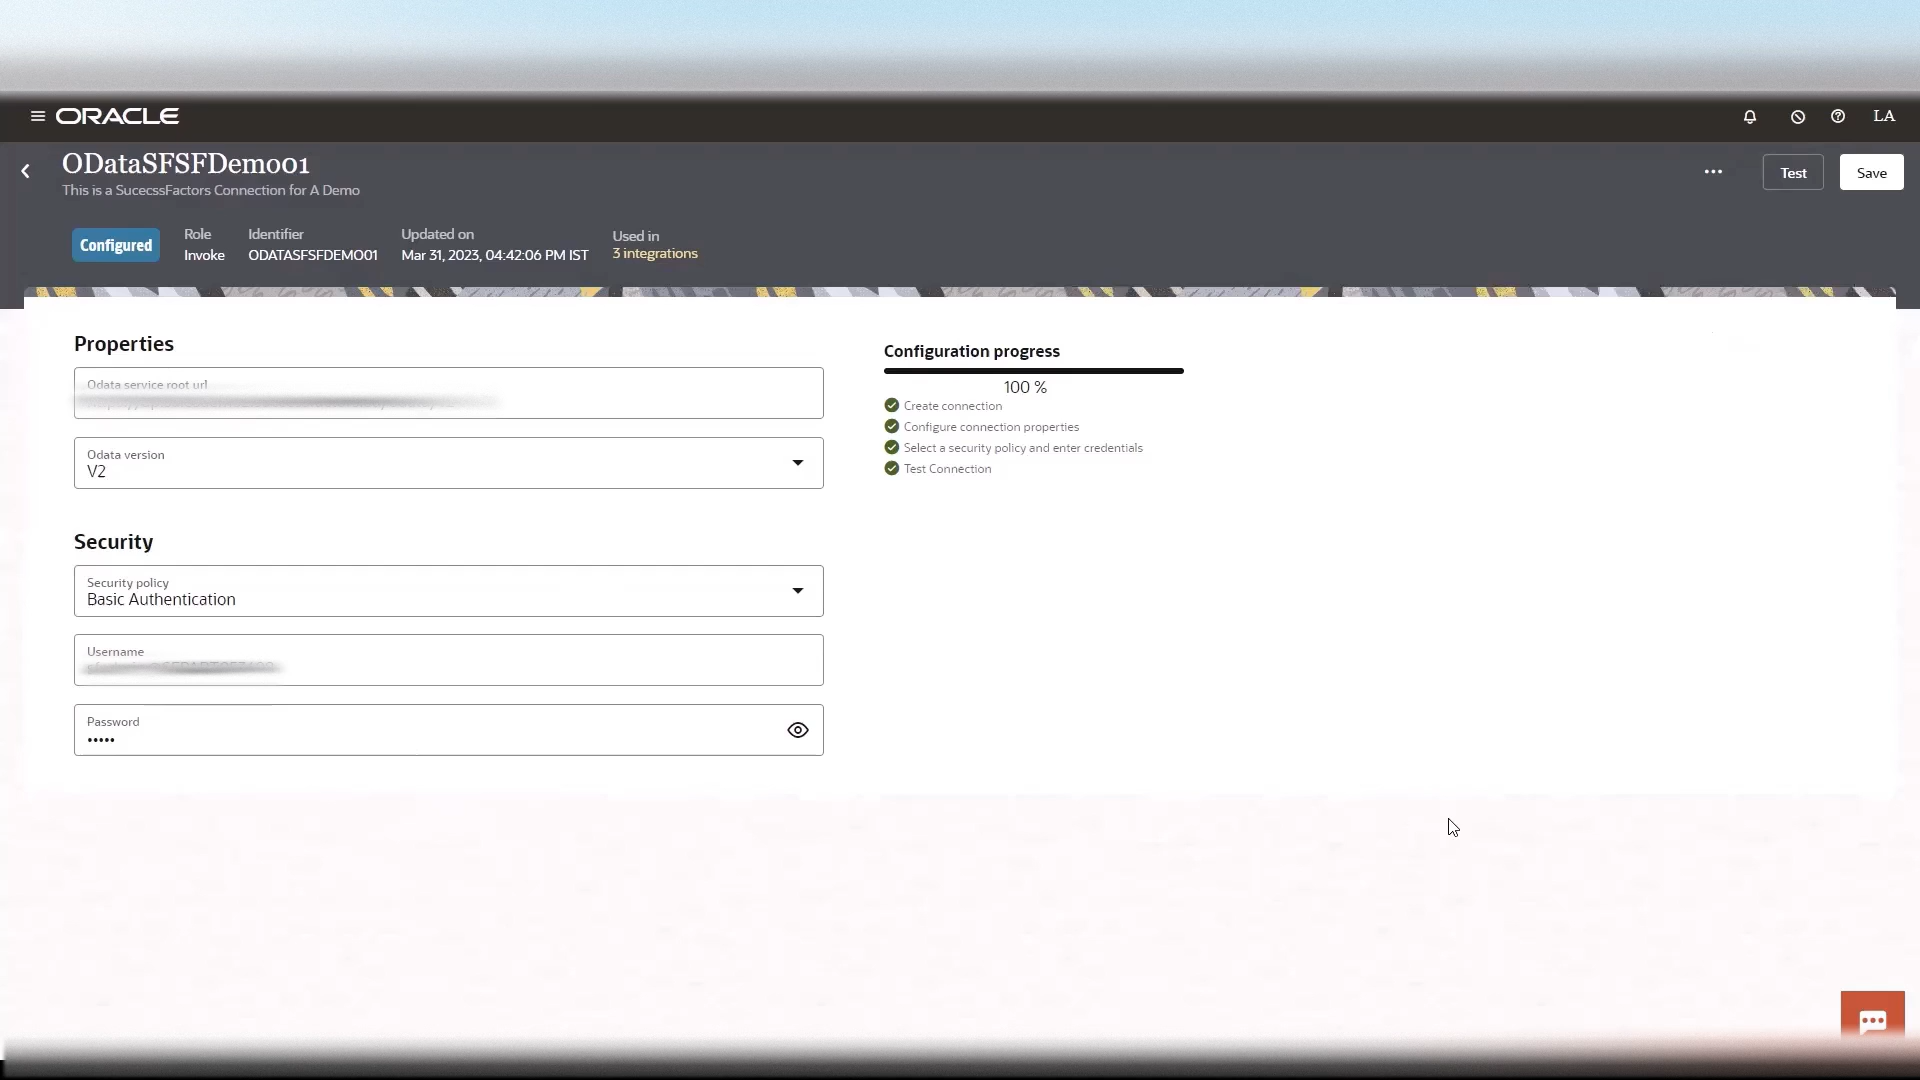 ORACLE
LA
ODataSFSFDemo01
This is a SucecssFactors Connection for A Demo
Test
Save
Configured
Role
Invoke
Identifier
ODATASFSFDEMO01
Updated on
Mar 31, 2023, 04:42:06 PM IST
Used in
3 integrations
Properties
Odata service root url
Odata version
V2
Security
Security policy
Basic Authentication
Username
Password
•••••
Configuration progress
100 %
Create connection
Configure connection properties
Select a security policy and enter credentials
Test Connection